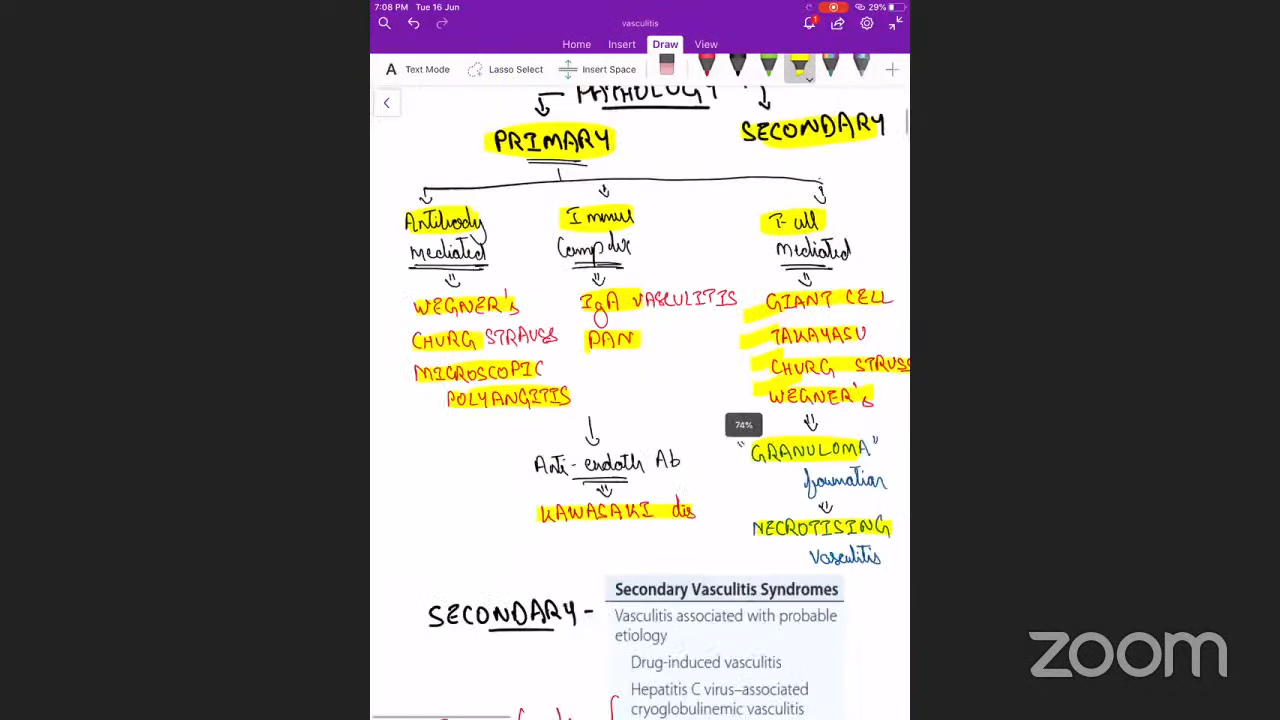 7:08 PM Tue 16 Jun
29%
vasculitis
Home Insert Draw View
A Text Mode Lasso Select Insert Space
PATHOLOGY
PRIMARY
SECONDARY
Antibody
Mediated
WEGNER's
CHURG STRAUSS
MICROSCOPIC
POLYANGITIS
Immune
Complex
IgA VASCULITIS
PAN
T-cell
Mediated
GIANT CELL
TAKAYASU
CHURG STRUSS
WEGNER's
74%
"GRANULOMA"
formation
NECROTISING
Vasculitis
Anti-endoth Ab
KAWASAKI dis
SECONDARY -
Secondary Vasculitis Syndromes
Vasculitis associated with probable
etiology
Drug-induced vasculitis
Hepatitis C virus–associated
cryoglobulinemic vasculitis
zoom